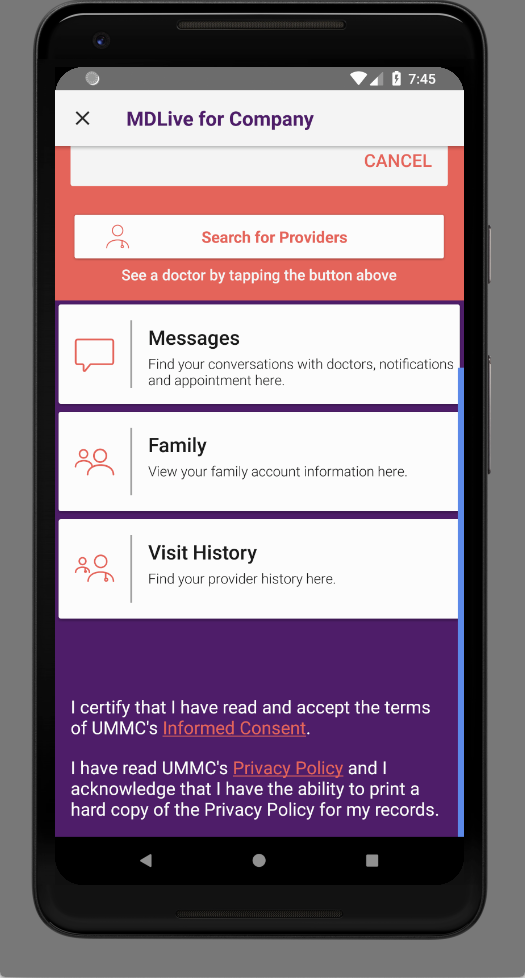 7:45
MDLive for Company
CANCEL
Search for Providers
See a doctor by tapping the button above
Messages
Find your conversations with doctors, notifications
and appointment here.
Family
View your family account information here.
Visit History
Find your provider history here.
I certify that I have read and accept the terms
of UMMC's Informed Consent.
I have read UMMC's Privacy Policy and I
acknowledge that I have the ability to print a
hard copy of the Privacy Policy for my records.